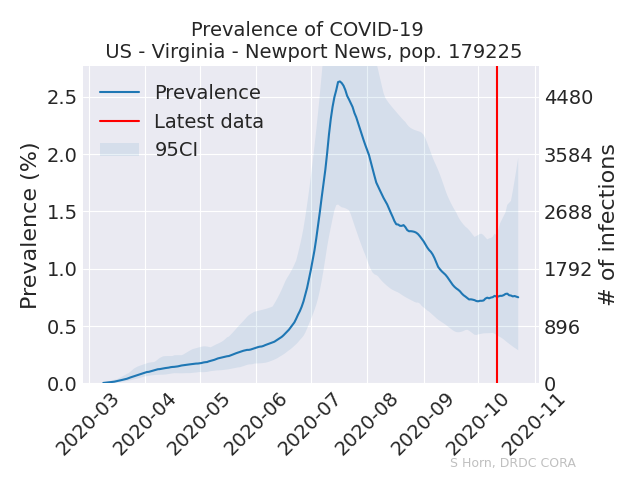 Prevalence of COVID-19
US - Virginia - Newport News, pop. 179225
Prevalence
Latest data
95CI
Prevalence (%)
2.5
2.0
1.5
1.0
0.5
0.0
4480
3584
2688
1792
896
0
# of infections
2020-03
2020-04
2020-05
2020-06
2020-07
2020-08
2020-09
2020-10
2020-11
S Horn, DRDC CORA